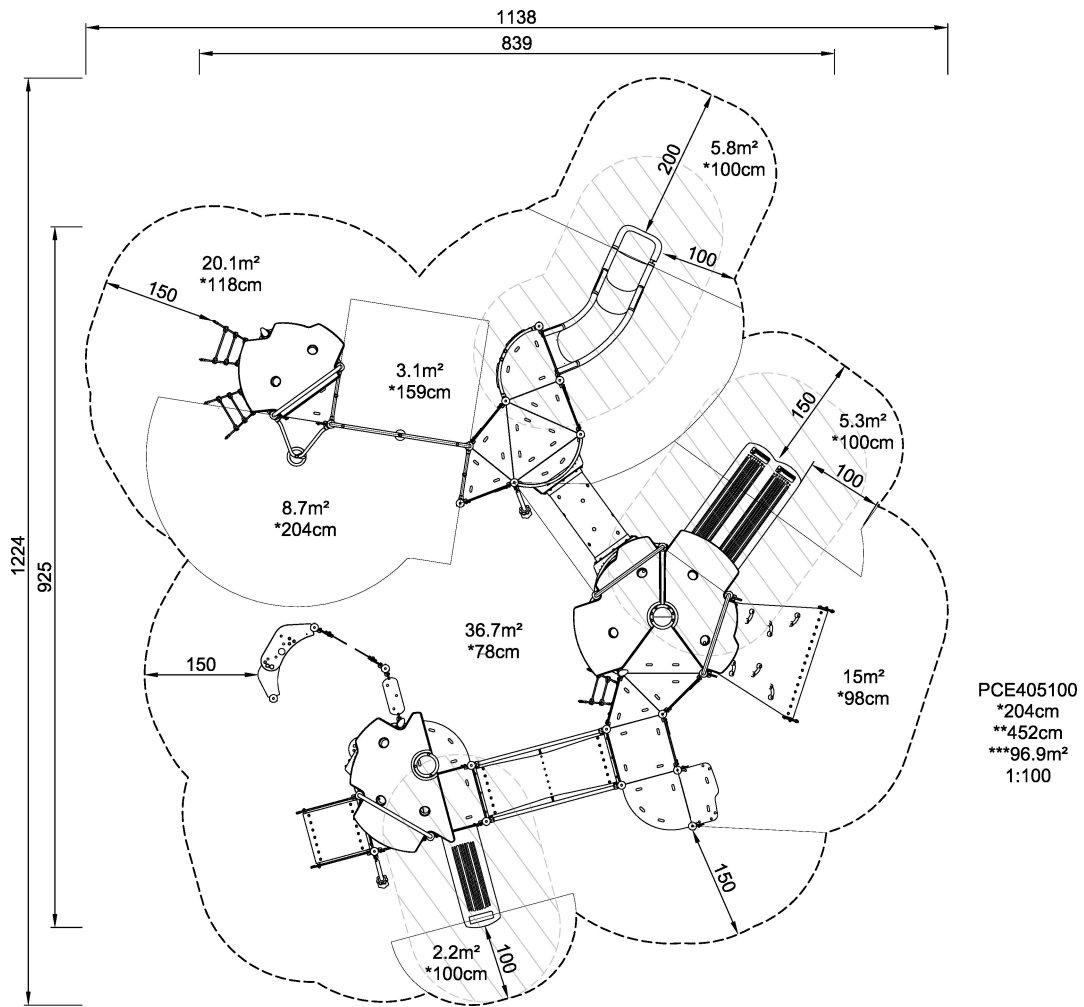 1138
839
5.8m²
*100cm
200
100
20.1m²
*118cm
150
3.1m²
*159cm
150
5.3m²
*100cm
100
8.7m²
*204cm
1224
925
36.7m²
*78cm
150
15m²
*98cm
PCE405100
*204cm
**452cm
***96.9m²
1:100
150
2.2m²
*100cm
100